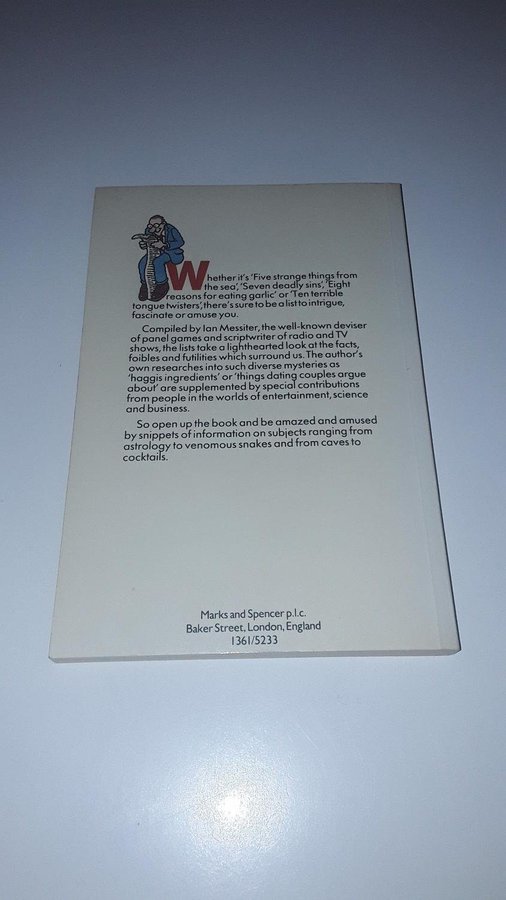 Whether it's 'Five strange things from
the sea', 'Seven deadly sins', 'Eight
reasons for eating garlic' or 'Ten terrible
tongue twisters', there's sure to be a list to intrigue,
fascinate or amuse you.
Compiled by Ian Messiter, the well-known deviser
of panel games and scriptwriter of radio and TV
shows, the lists take a lighthearted look at the facts,
foibles and futilities which surround us. The author's
own researches into such diverse mysteries as
'haggis ingredients' or 'things dating couples argue
about' are supplemented by special contributions
from people in the worlds of entertainment, science
and business.
So open up the book and be amazed and amused
by snippets of information on subjects ranging from
astrology to venomous snakes and from caves to
cocktails.
Marks and Spencer p.l.c.
Baker Street, London, England
1361/5233